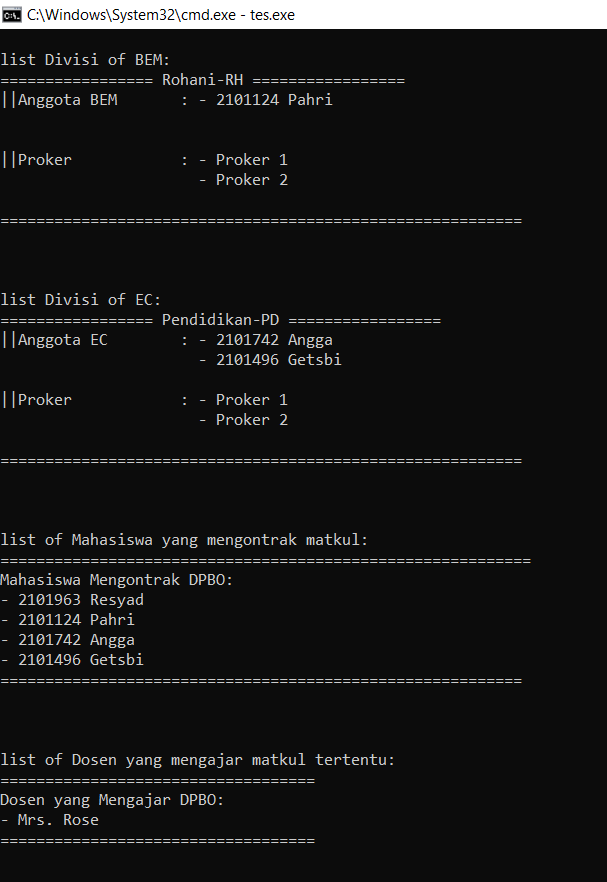 C:\Windows\System32\cmd.exe - tes.exe
list Divisi of BEM:
================= Rohani-RH =================
||Anggota BEM       : - 2101124 Pahri
||Proker            : - Proker 1
                      - Proker 2
==========================================================
list Divisi of EC:
================= Pendidikan-PD =================
||Anggota EC        : - 2101742 Angga
                      - 2101496 Getsbi
||Proker            : - Proker 1
                      - Proker 2
==========================================================
list of Mahasiswa yang mengontrak matkul:
===========================================================
Mahasiswa Mengontrak DPBO:
- 2101963 Resyad
- 2101124 Pahri
- 2101742 Angga
- 2101496 Getsbi
==========================================================
list of Dosen yang mengajar matkul tertentu:
===================================
Dosen yang Mengajar DPBO:
- Mrs. Rose
===================================